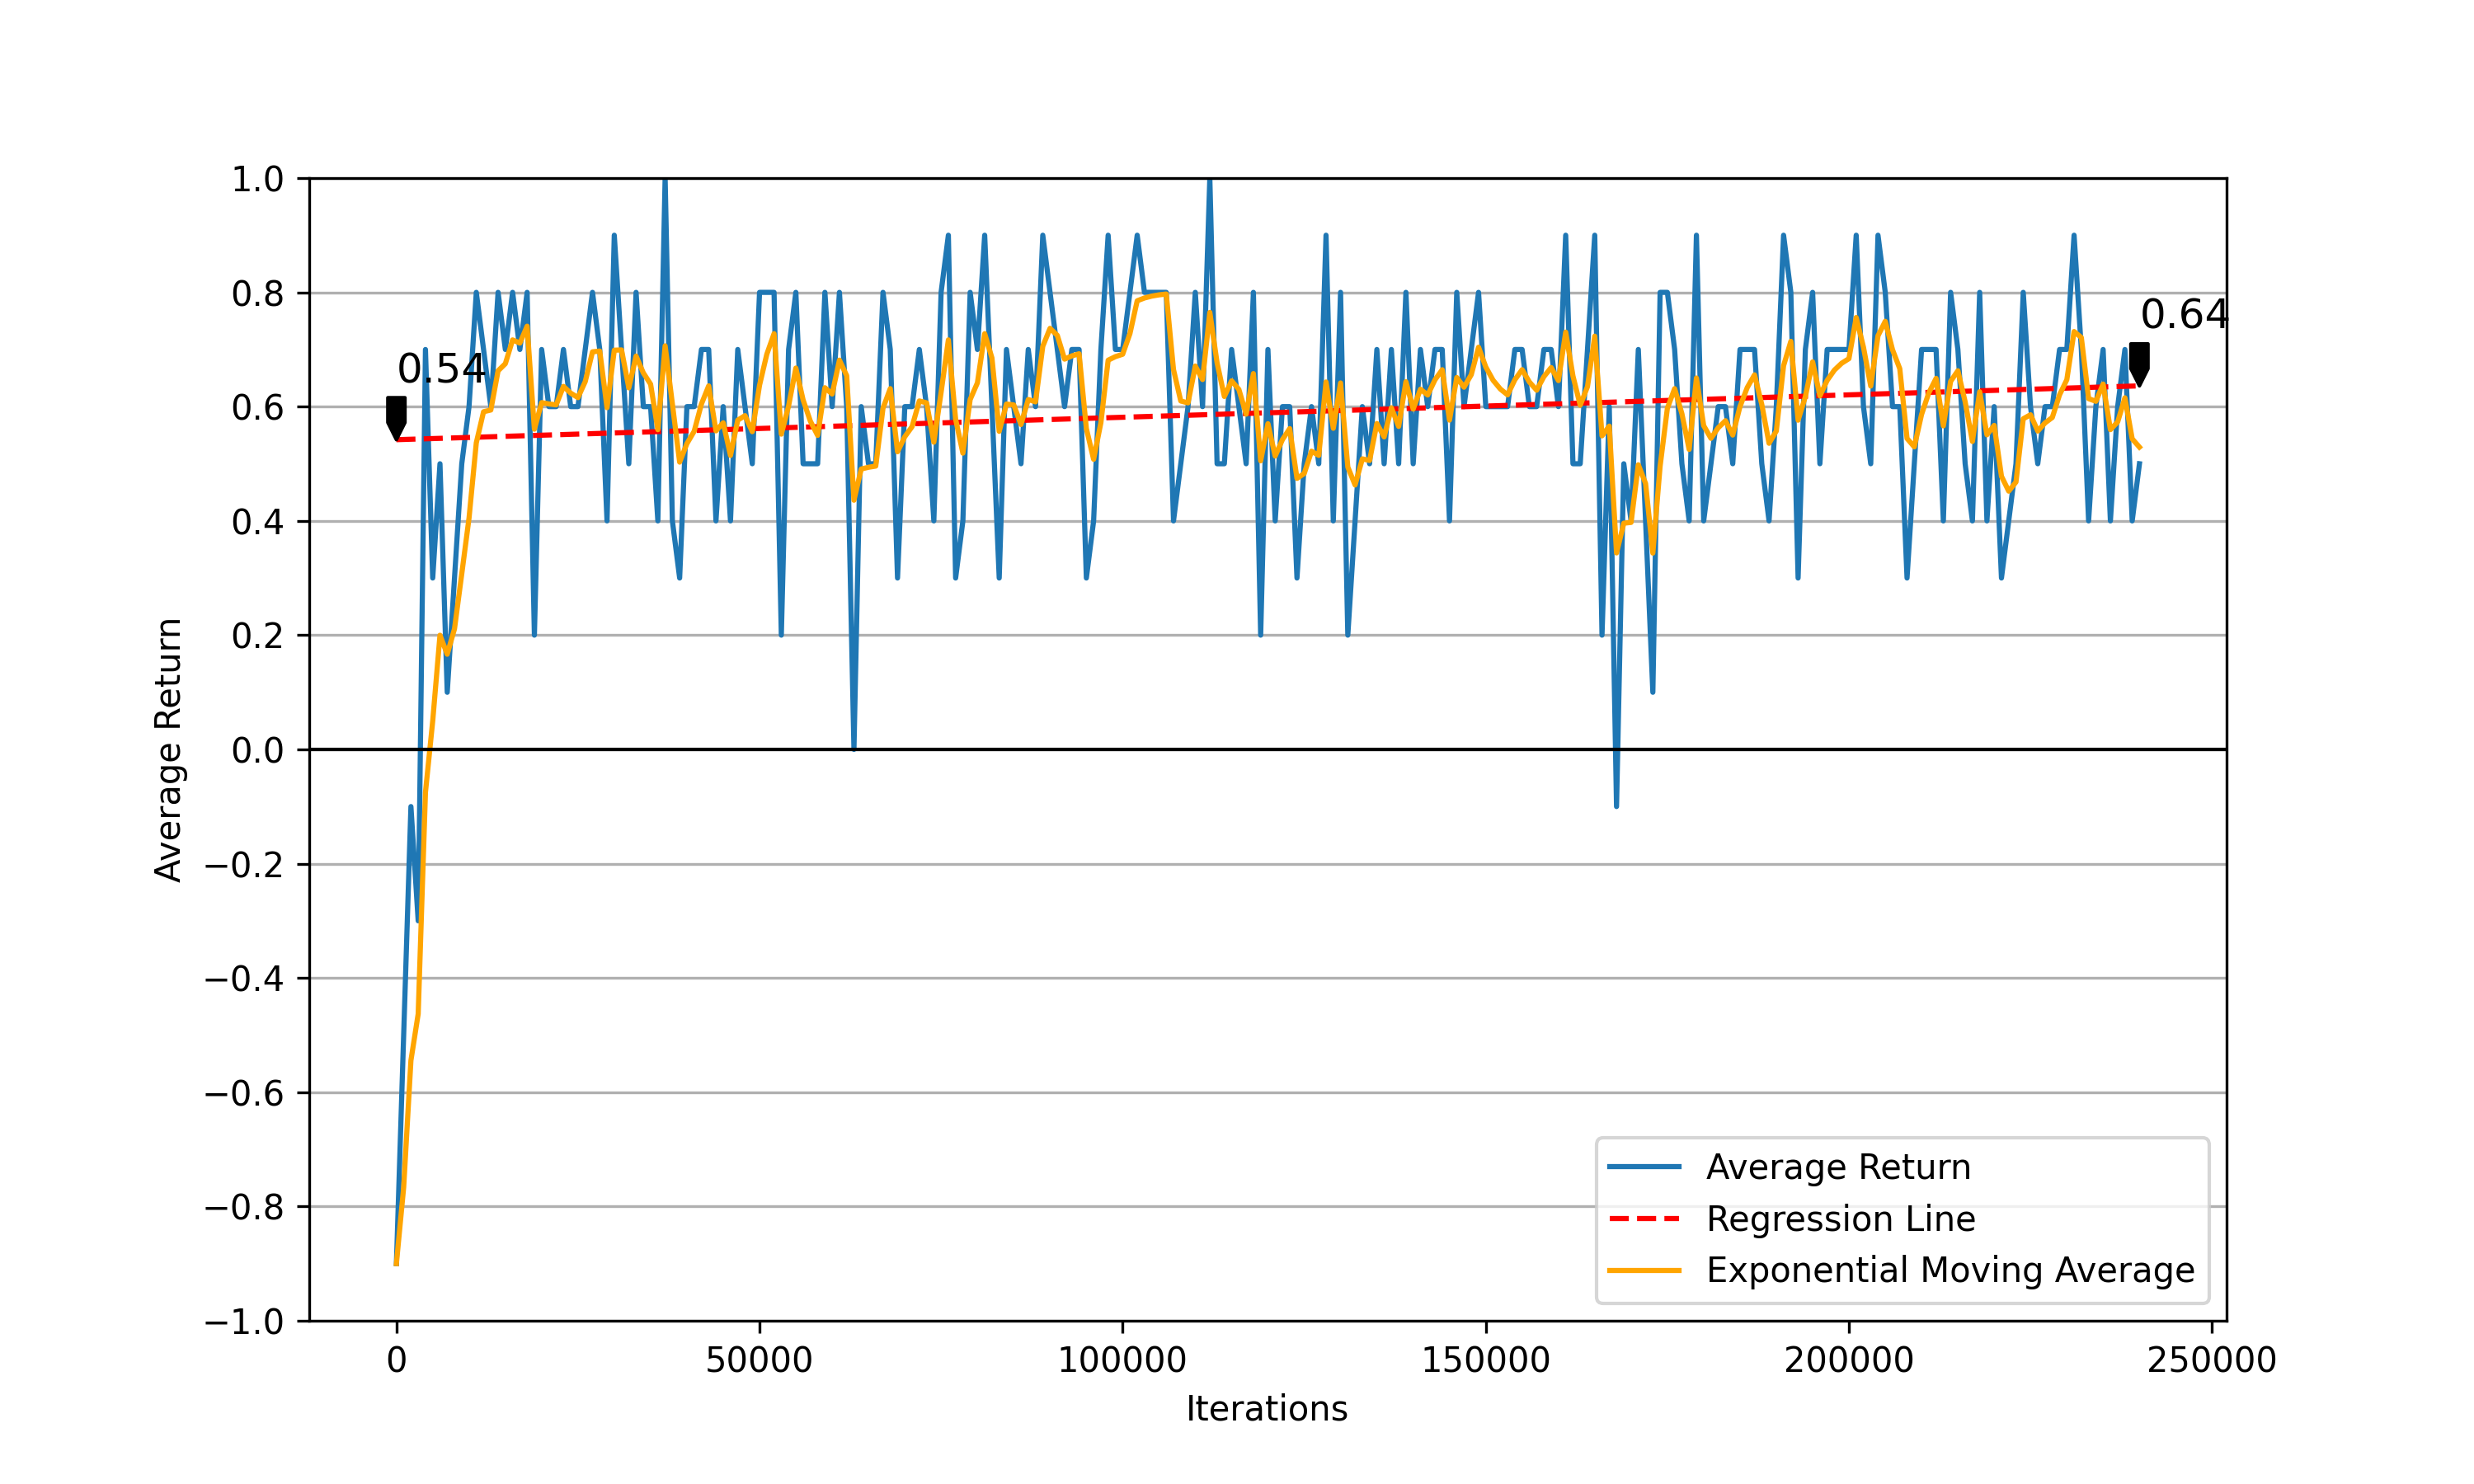 1.0
0.8
0.6
0.4
0.2
0.0
−0.2
−0.4
−0.6
−0.8
−1.0
Average Return
0.54
0.64
Average Return
Regression Line
Exponential Moving Average
0 50000 100000 150000 200000 250000
Iterations